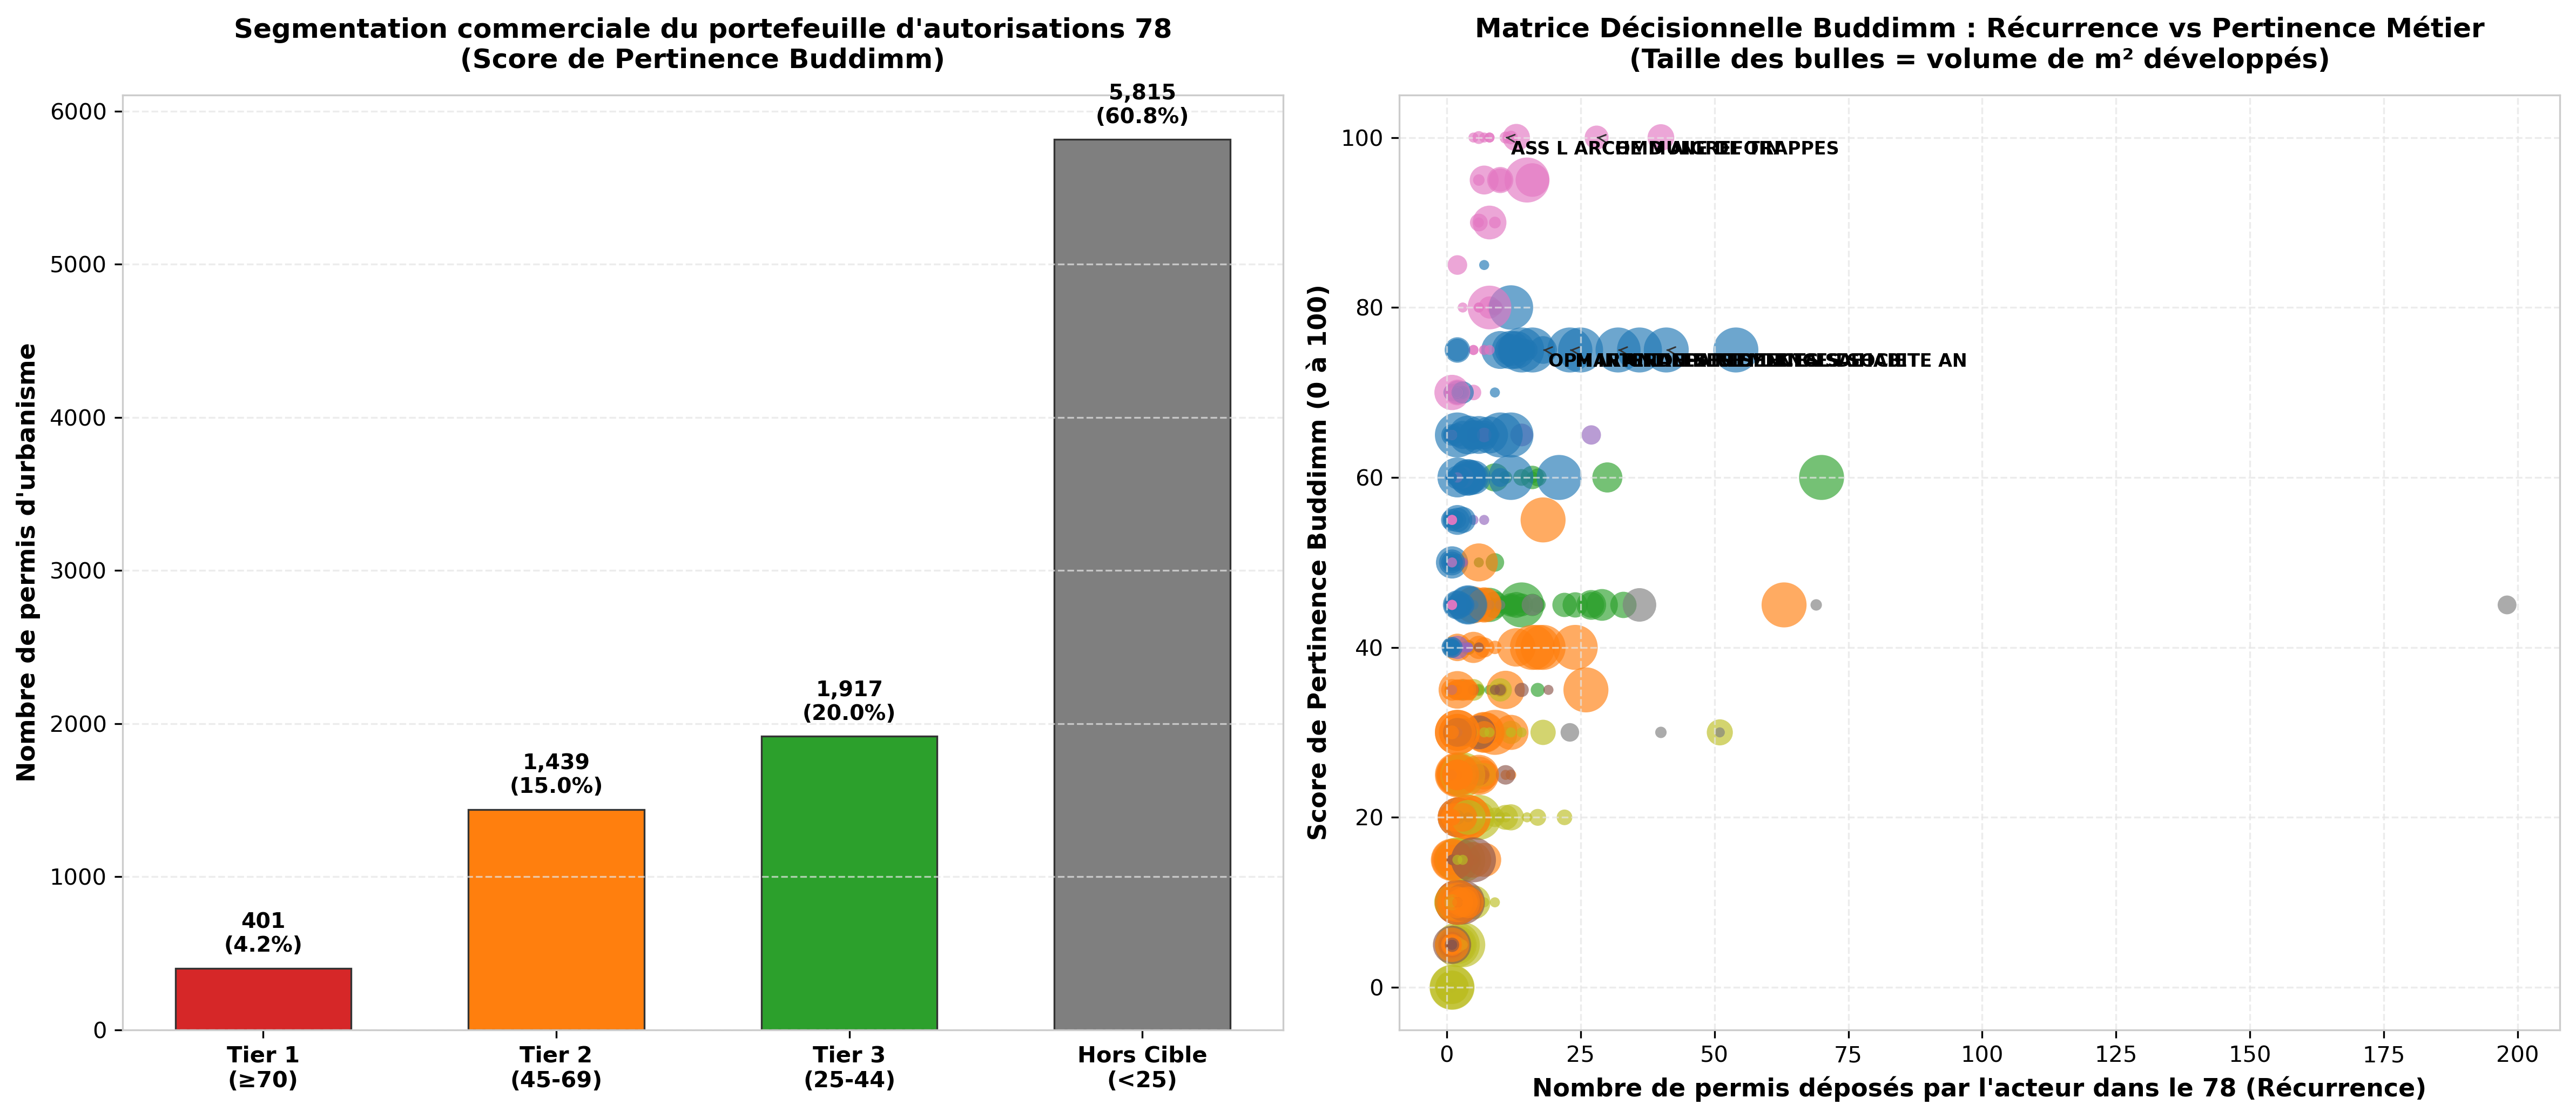 Segmentation commerciale du portefeuille d'autorisations 78
(Score de Pertinence Buddimm)
Nombre de permis d'urbanisme
6000
5000
4000
3000
2000
1000
0
401
(4.2%)
1,439
(15.0%)
1,917
(20.0%)
5,815
(60.8%)
Tier 1
(≥70)
Tier 2
(45-69)
Tier 3
(25-44)
Hors Cible
(<25)
Matrice Décisionnelle Buddimm : Récurrence vs Pertinence Métier
(Taille des bulles = volume de m² développés)
Score de Pertinence Buddimm (0 à 100)
100
80
60
40
20
0
ASS L
TRAPPES
AN
0
25
50
75
100
125
150
175
200
Nombre de permis déposés par l'acteur dans le 78 (Récurrence)